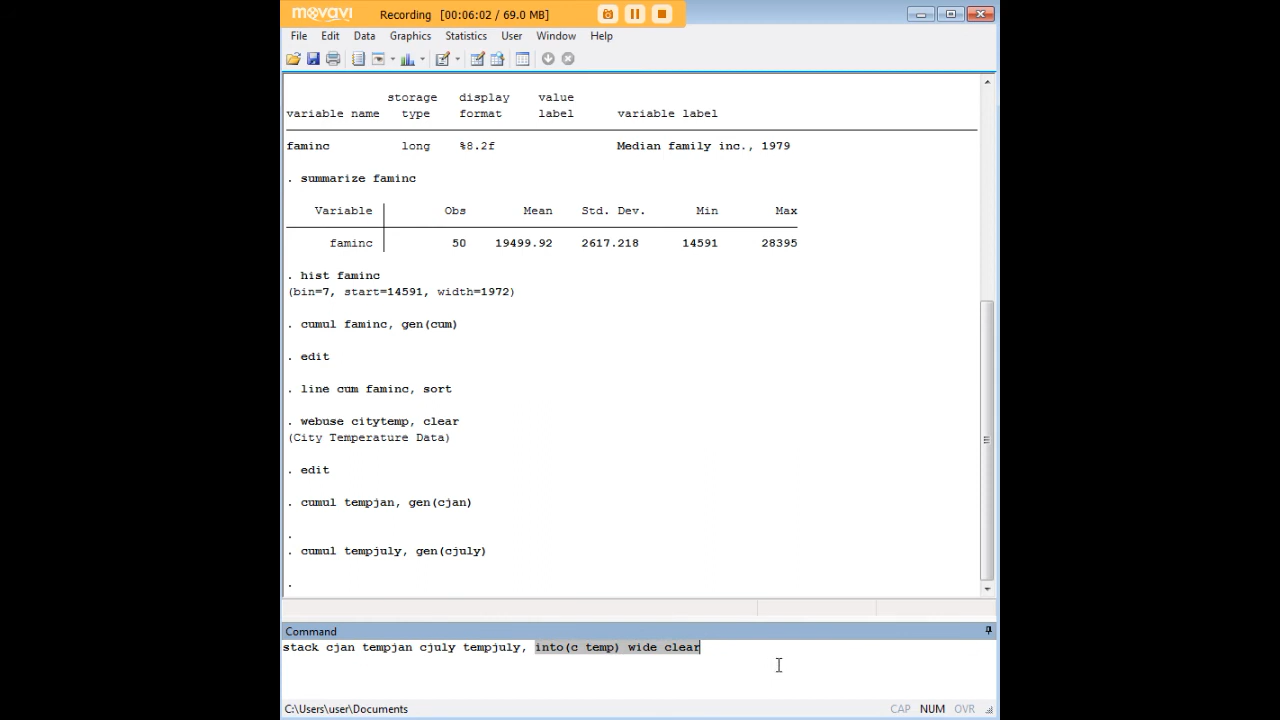 movavi Recording [00:06:02 / 69.0 MB]
File Edit Data Graphics Statistics User Window Help
storage display value
variable name type format label variable label
faminc long %8.2f Median family inc., 1979
. summarize faminc
Variable Obs Mean Std. Dev. Min Max
faminc 50 19499.92 2617.218 14591 28395
. hist faminc
(bin=7, start=14591, width=1972)
. cumul faminc, gen(cum)
. edit
. line cum faminc, sort
. webuse citytemp, clear
(City Temperature Data)
. edit
. cumul tempjan, gen(cjan)
.
. cumul tempjuly, gen(cjuly)
.
Command
stack cjan tempjan cjuly tempjuly, into(c temp) wide clear
C:\Users\user\Documents CAP NUM OVR